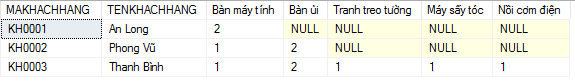 MAKHACHHANG TENKHACHHANG Bàn máy tính Bàn ủi Tranh treo tường Máy sấy tóc Nồi cơm điện
KH0001 An Long 2 NULL NULL NULL NULL
KH0002 Phong Vũ 1 2 NULL NULL NULL
KH0003 Thanh Bình 1 2 1 1 1